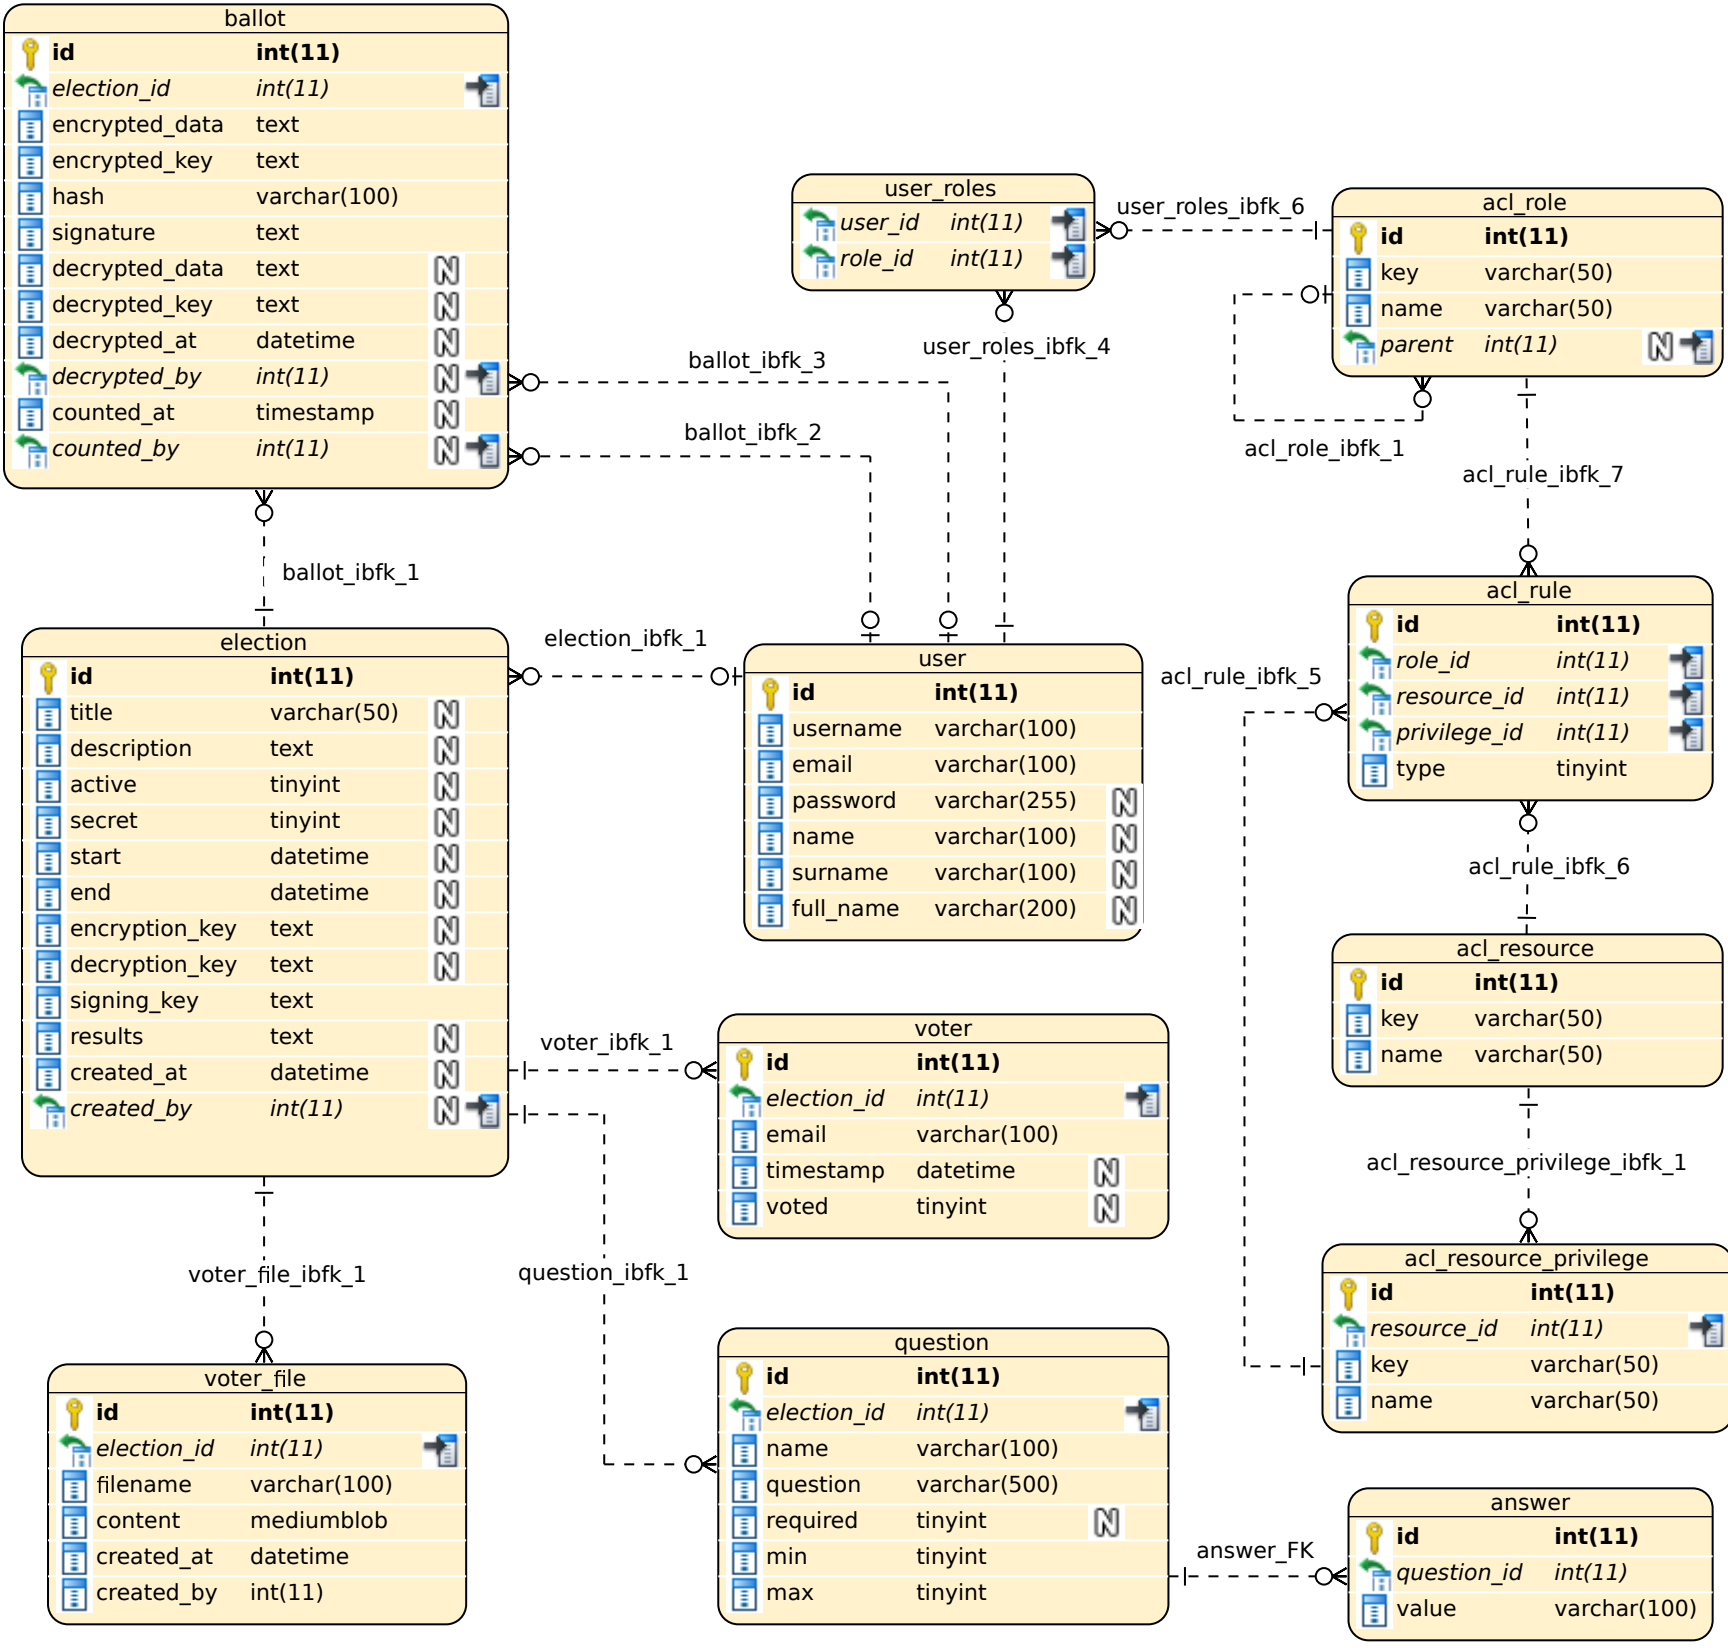 ballot
id int(11)
election_id int(11)
encrypted_data text
encrypted_key text
hash varchar(100)
signature text
decrypted_data text N
decrypted_key text N
decrypted_at datetime N
decrypted_by int(11) N
counted_at timestamp N
counted_by int(11) N
user_roles
user_id int(11)
role_id int(11)
user_roles_ibfk_6
acl_role
id int(11)
key varchar(50)
name varchar(50)
parent int(11) N
ballot_ibfk_3
user_roles_ibfk_4
ballot_ibfk_2
acl_role_ibfk_1
acl_rule_ibfk_7
ballot_ibfk_1
election
id int(11)
title varchar(50) N
description text N
active tinyint N
secret tinyint N
start datetime N
end datetime N
encryption_key text N
decryption_key text N
signing_key text
results text N
created_at datetime N
created_by int(11) N
election_ibfk_1
user
id int(11)
username varchar(100)
email varchar(100)
password varchar(255) N
name varchar(100) N
surname varchar(100) N
full_name varchar(200) N
acl_rule_ibfk_5
acl_rule
id int(11)
role_id int(11)
resource_id int(11)
privilege_id int(11)
type tinyint
acl_rule_ibfk_6
acl_resource
id int(11)
key varchar(50)
name varchar(50)
voter_ibfk_1
voter
id int(11)
election_id int(11)
email varchar(100)
timestamp datetime N
voted tinyint N
acl_resource_privilege_ibfk_1
acl_resource_privilege
id int(11)
resource_id int(11)
key varchar(50)
name varchar(50)
voter_file_ibfk_1
question_ibfk_1
voter_file
id int(11)
election_id int(11)
filename varchar(100)
content mediumblob
created_at datetime
created_by int(11)
question
id int(11)
election_id int(11)
name varchar(100)
question varchar(500)
required tinyint N
min tinyint
max tinyint
answer_FK
answer
id int(11)
question_id int(11)
value varchar(100)